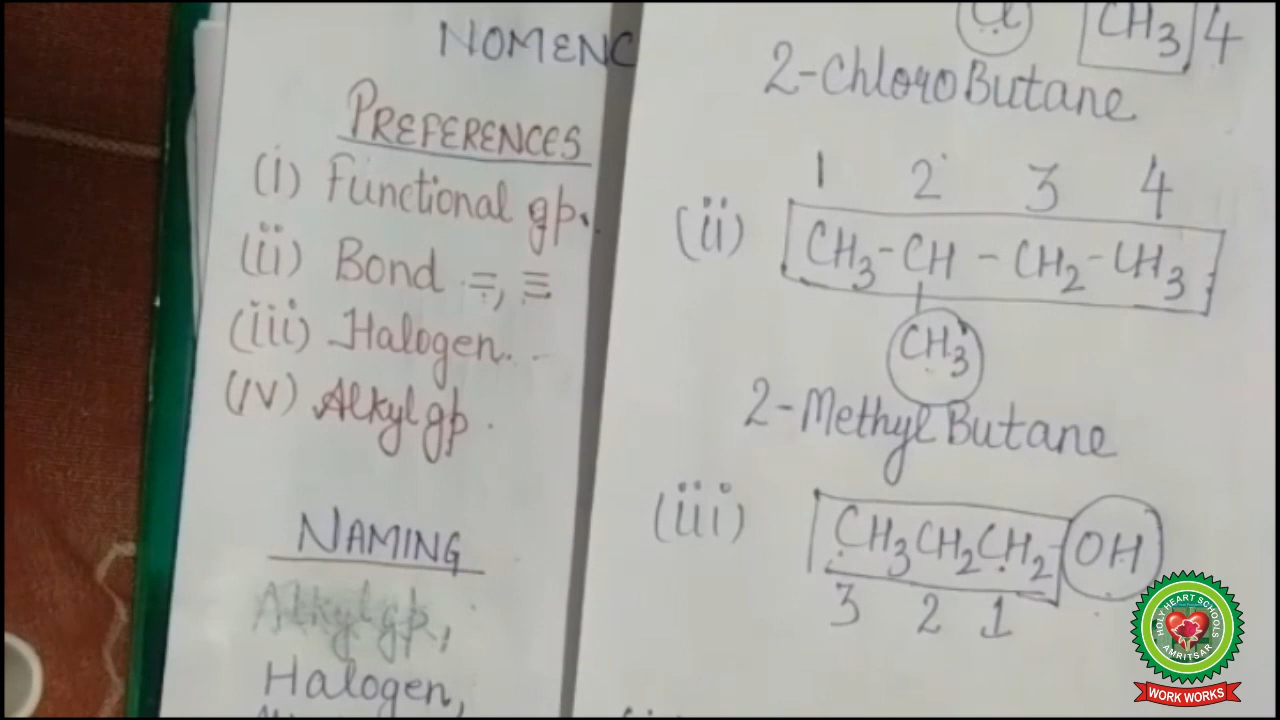 NOMENC
PREFERENCES
(i) Functional gp.
(ii) Bond =, ≡
(iii) Halogen.
(iv) Alkyl gp.
NAMING
Alkyl gp,
Halogen,
Cl CH3 4
2-ChloroButane
1 2 3 4
(ii) CH3-CH-CH2-CH3
CH3
2-Methyl Butane
(iii) CH3CH2CH2-OH
3 2 1
HOLY HEART SCHOOLS
AMRITSAR
WORK WORKS